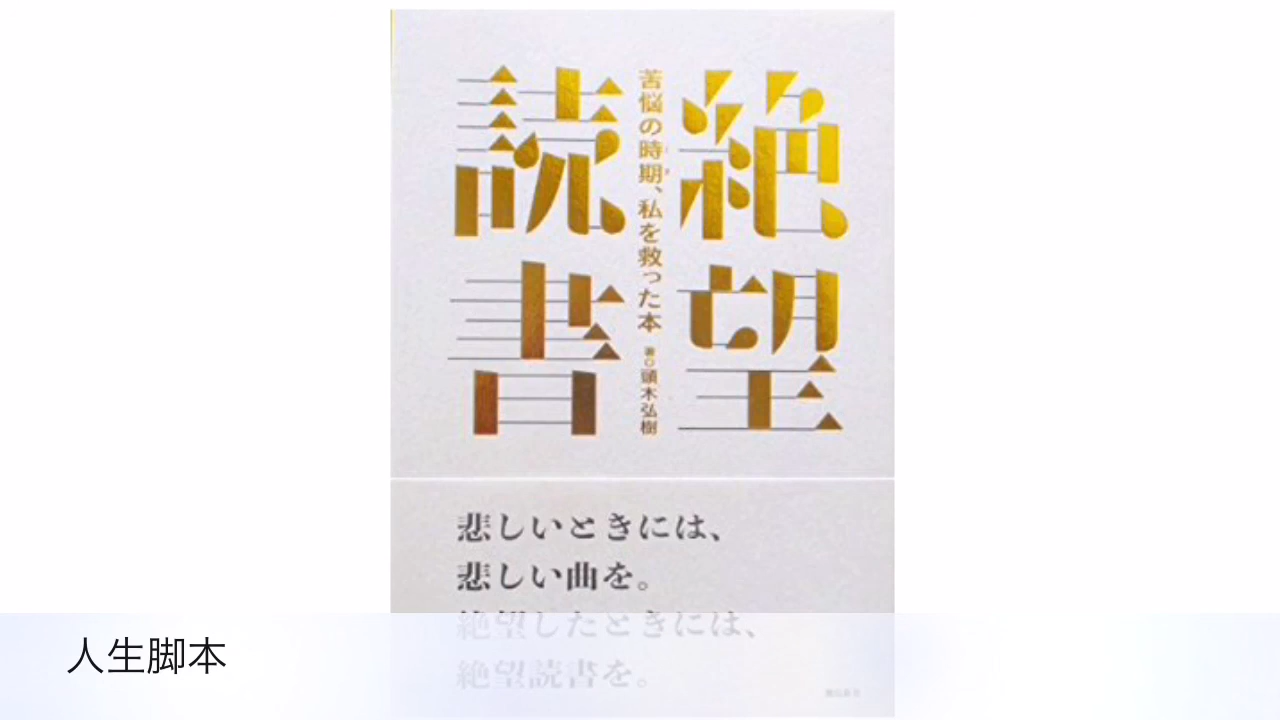 絶望
読書
苦悩の時期、私を救った本
著◎頭木弘樹
悲しいときには、
悲しい曲を。
絶望したときには、
絶望読書を。
人生脚本